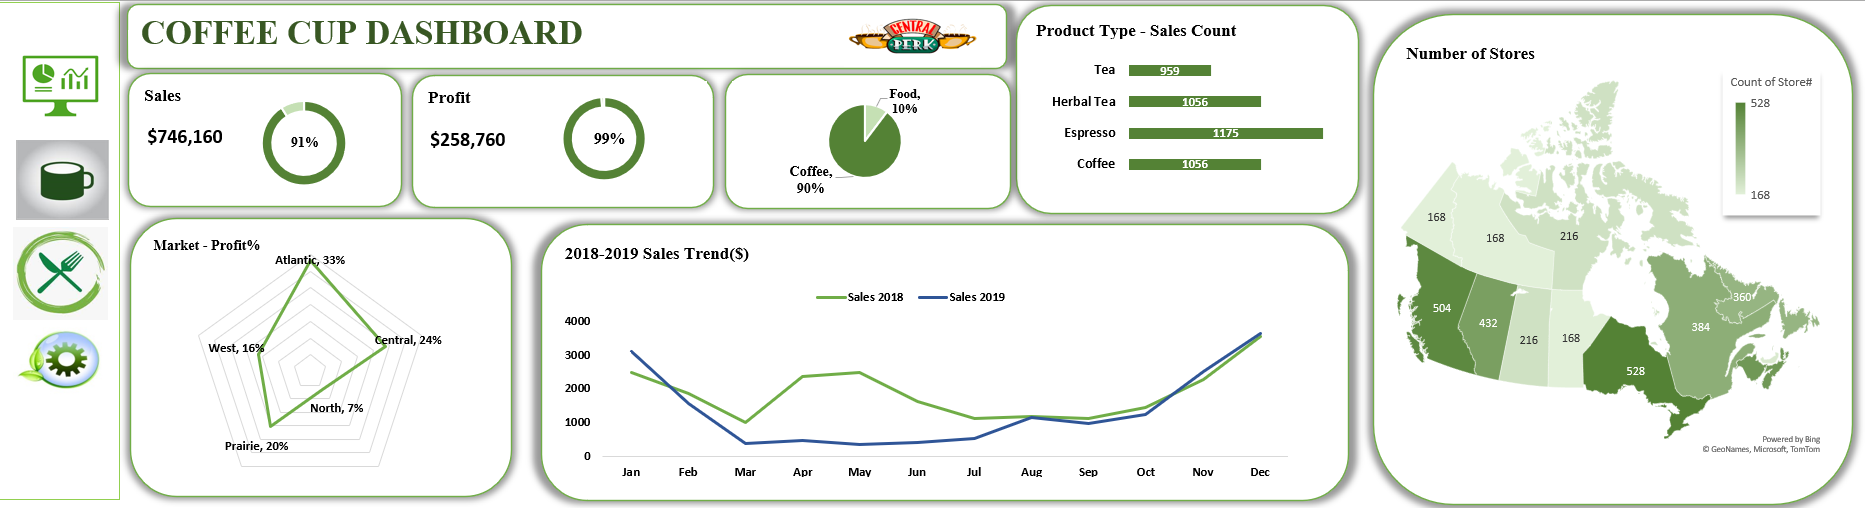 COFFEE CUP DASHBOARD
CENTRAL
PERK
Sales
$746,160
91%
Profit
$258,760
99%
Food,
10%
Coffee,
90%
Product Type - Sales Count
Tea
959
Herbal Tea
1056
Espresso
1175
Coffee
1056
Number of Stores
Count of Store#
528
168
168
168
216
504
432
216
168
528
384
360
Powered by Bing
© GeoNames, Microsoft, TomTom
Market - Profit%
Atlantic, 33%
Central, 24%
North, 7%
Prairie, 20%
West, 16%
2018-2019 Sales Trend($)
Sales 2018
Sales 2019
4000
3000
2000
1000
0
Jan Feb Mar Apr May Jun Jul Aug Sep Oct Nov Dec